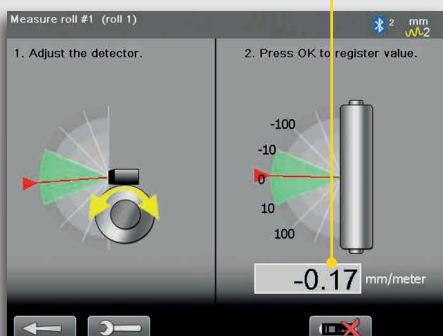 Measure roll #1 (roll 1)
2
mm
2
1. Adjust the detector.
2. Press OK to register value.
-100
-10
0
10
100
-0.17 mm/meter